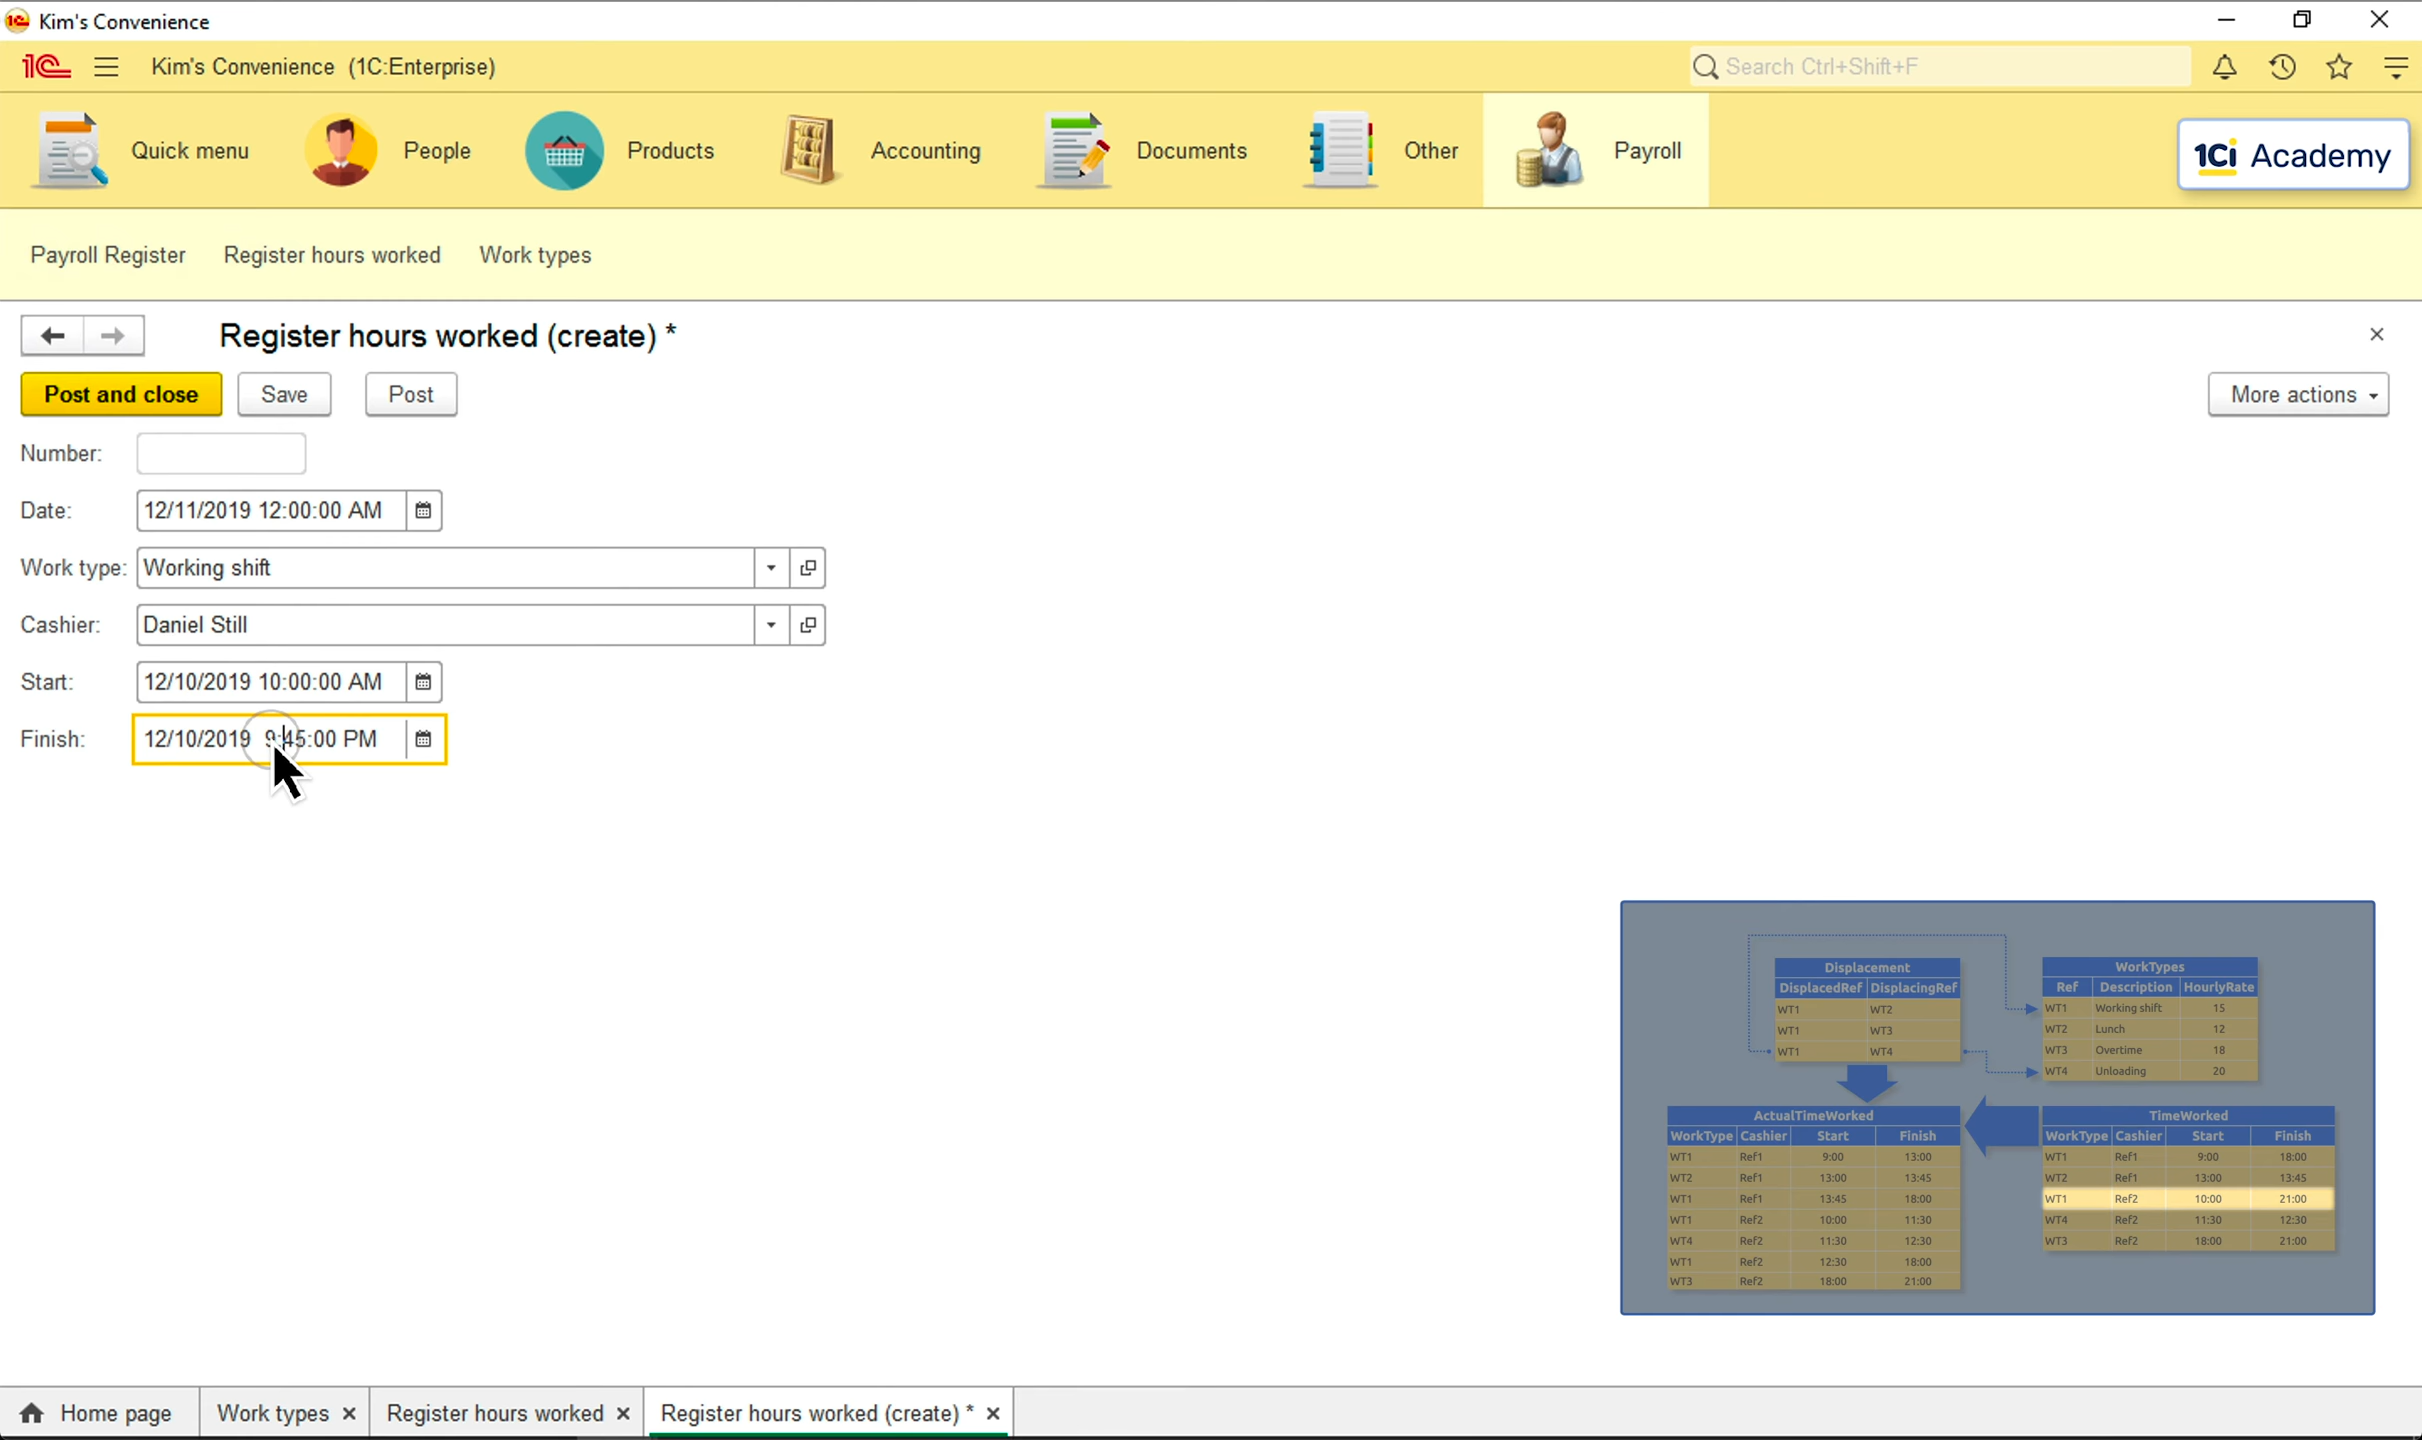 Kim's Convenience
1C Kim's Convenience (1C:Enterprise) Search Ctrl+Shift+F
Quick menu People Products Accounting Documents Other Payroll 1Ci Academy
Payroll Register Register hours worked Work types
Register hours worked (create) *
Post and close Save Post More actions
Number:
Date: 12/11/2019 12:00:00 AM
Work type: Working shift
Cashier: Daniel Still
Start: 12/10/2019 10:00:00 AM
Finish: 12/10/2019 9:45:00 PM
Displacement
DisplacedRef DisplacingRef
WT1 WT2
WT1 WT3
WT1 WT4
WorkTypes
Ref Description HourlyRate
WT1 Working shift 15
WT2 Lunch 12
WT3 Overtime 18
WT4 Unloading 20
ActualTimeWorked
WorkType Cashier Start Finish
WT1 Ref1 9:00 13:00
WT2 Ref1 13:00 13:45
WT1 Ref1 13:45 18:00
WT1 Ref2 10:00 11:30
WT4 Ref2 11:30 12:30
WT1 Ref2 12:30 18:00
WT3 Ref2 18:00 21:00
TimeWorked
WorkType Cashier Start Finish
WT1 Ref1 9:00 18:00
WT2 Ref1 13:00 13:45
WT1 Ref2 10:00 21:00
WT4 Ref2 11:30 12:30
WT3 Ref2 18:00 21:00
Home page Work types Register hours worked Register hours worked (create) *